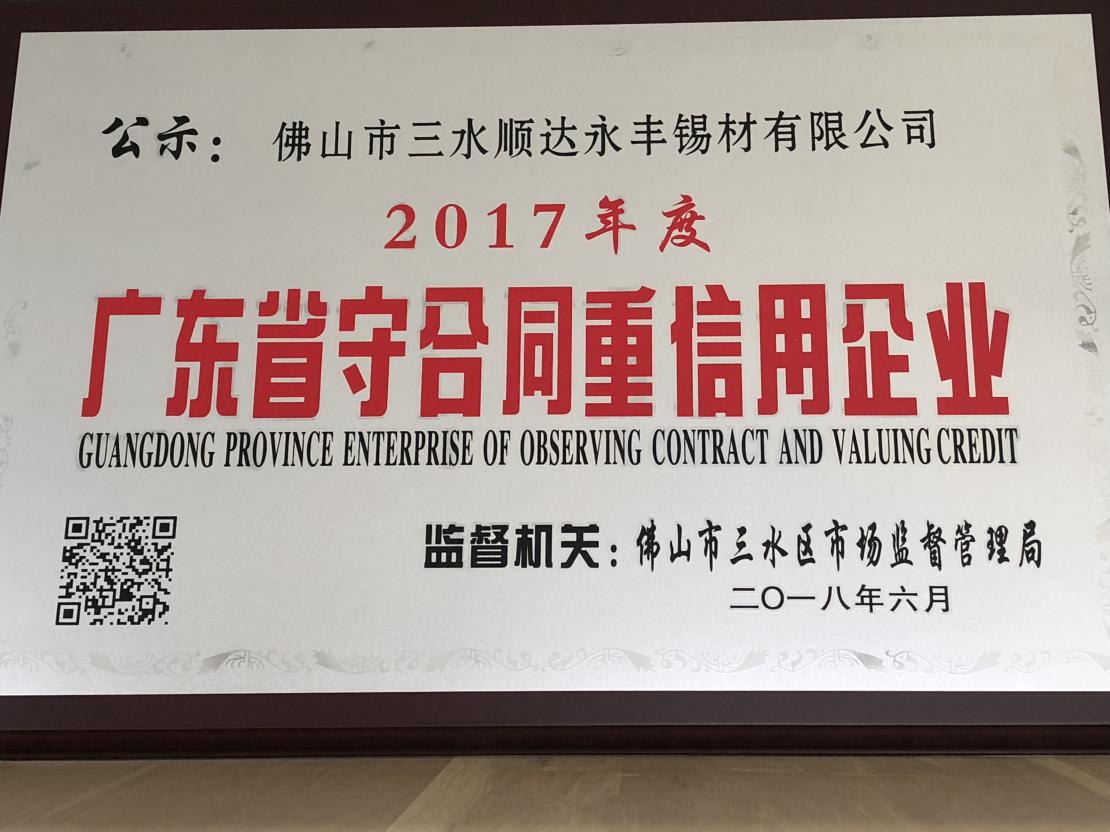 公示：佛山市三水顺达永丰锡材有限公司
2017年度
广东省守合同重信用企业
GUANGDONG PROVINCE ENTERPRISE OF OBSERVING CONTRACT AND VALUING CREDIT
监督机关：佛山市三水区市场监督管理局
二〇一八年六月